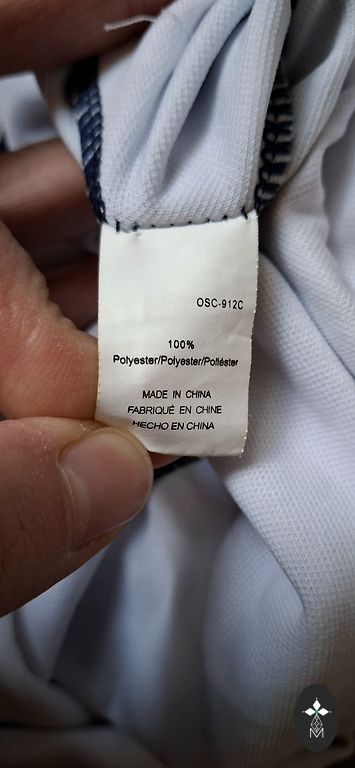 OSC-912C
100%
Polyester/Polyester/Poliéster
MADE IN CHINA
FABRIQUÉ EN CHINE
HECHO EN CHINA
M